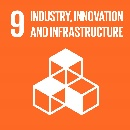 9 INDUSTRY, INNOVATION
AND INFRASTRUCTURE